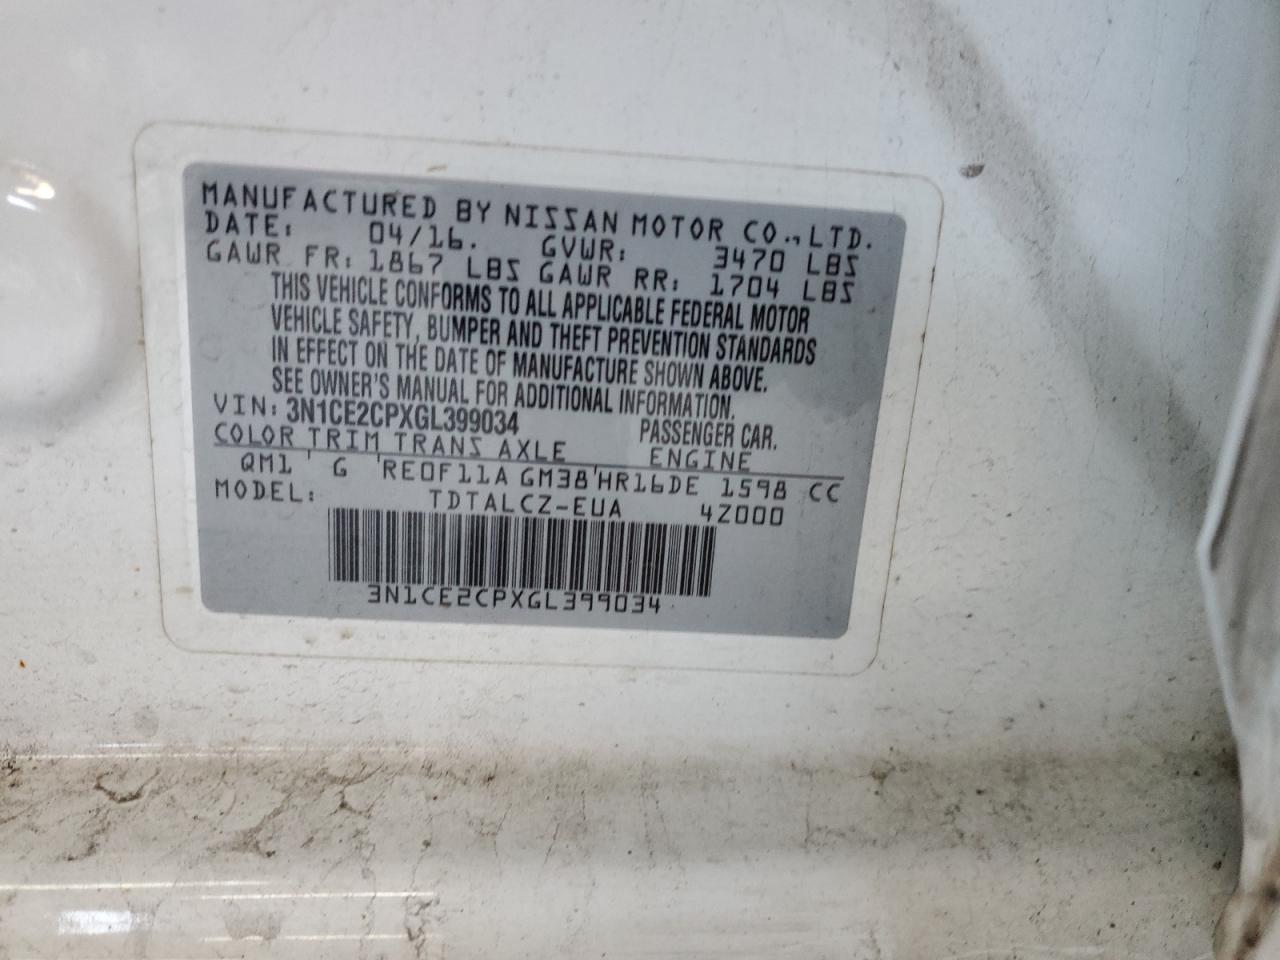 MANUFACTURED BY NISSAN MOTOR CO., LTD.
DATE: 04/16. GVWR: 3470 LBS
GAWR FR: 1867 LBS GAWR RR: 1704 LBS
THIS VEHICLE CONFORMS TO ALL APPLICABLE FEDERAL MOTOR
VEHICLE SAFETY, BUMPER AND THEFT PREVENTION STANDARDS
IN EFFECT ON THE DATE OF MANUFACTURE SHOWN ABOVE.
SEE OWNER'S MANUAL FOR ADDITIONAL INFORMATION.
VIN: 3N1CE2CPXGL399034 PASSENGER CAR.
COLOR TRIM TRANS AXLE ENGINE
QM1 ' G 'RE0F11A GM38'HR16DE 1598 CC
MODEL: TDTALCZ-EUA 4Z000
3N1CE2CPXGL399034